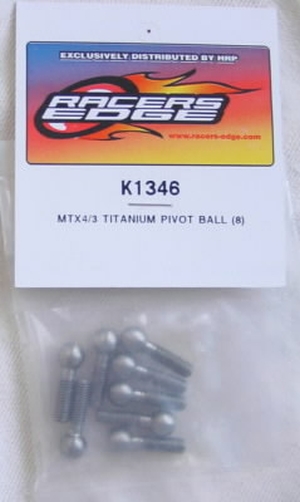 EXCLUSIVELY DISTRIBUTED BY HRP
RACERS
EDGE
www.racers-edge.com
K1346
MTX4/3 TITANIUM PIVOT BALL (8)